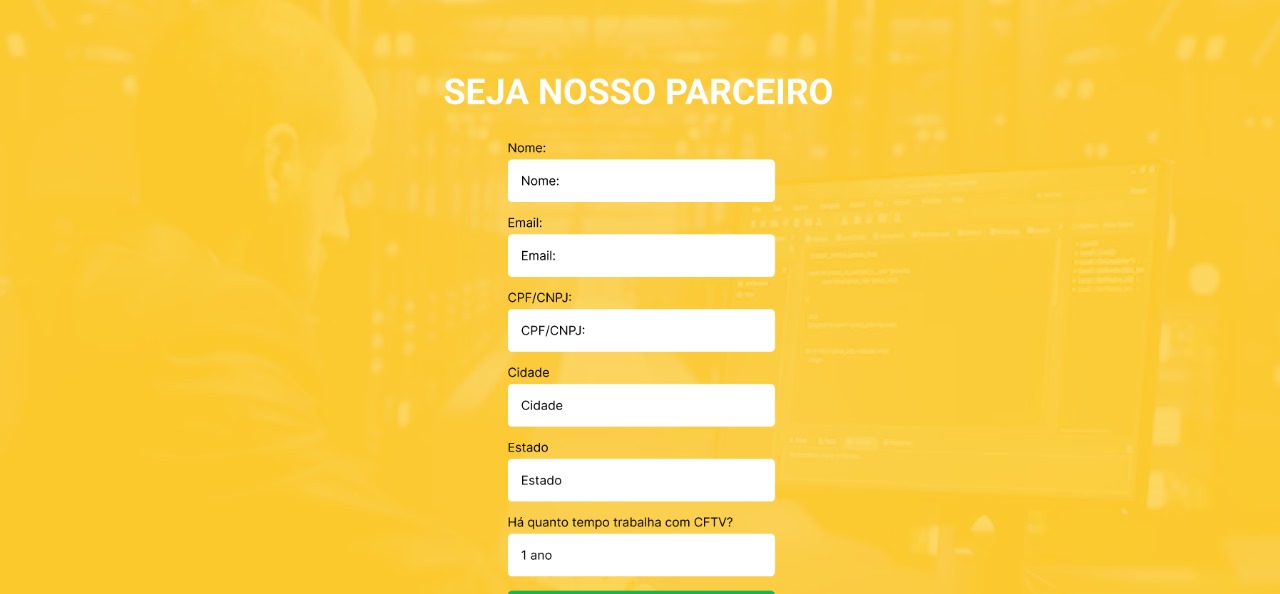 SEJA NOSSO PARCEIRO
Nome:
Nome:
Email:
Email:
CPF/CNPJ:
CPF/CNPJ:
Cidade
Cidade
Estado
Estado
Há quanto tempo trabalha com CFTV?
1 ano